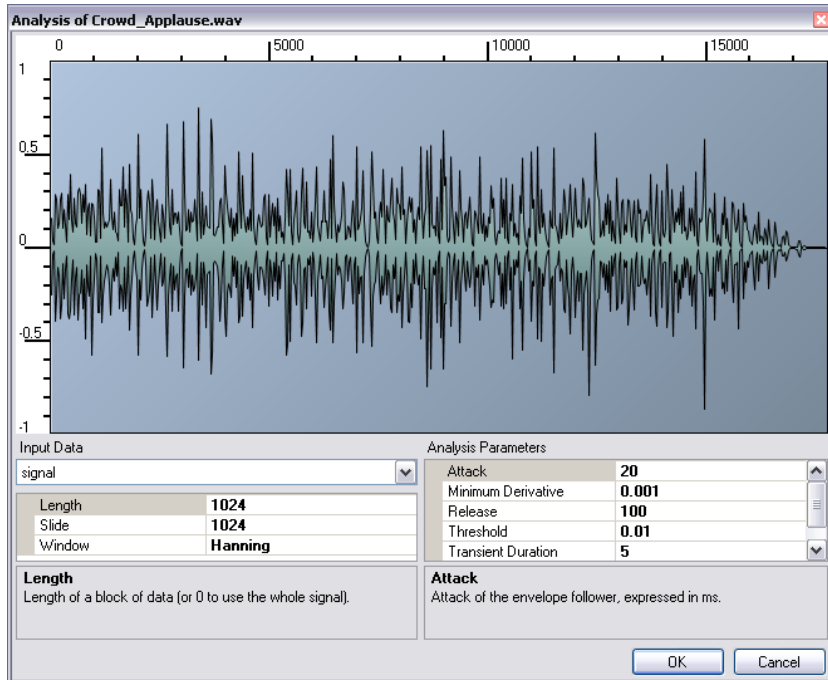 Analysis of Crowd_Applause.wav
0 5000 10000 15000
1
0.5
0
-0.5
-1
Input Data
signal
Length 1024
Slide 1024
Window Hanning
Length
Length of a block of data (or 0 to use the whole signal).
Analysis Parameters
Attack 20
Minimum Derivative 0.001
Release 100
Threshold 0.01
Transient Duration 5
Attack
Attack of the envelope follower, expressed in ms.
OK Cancel